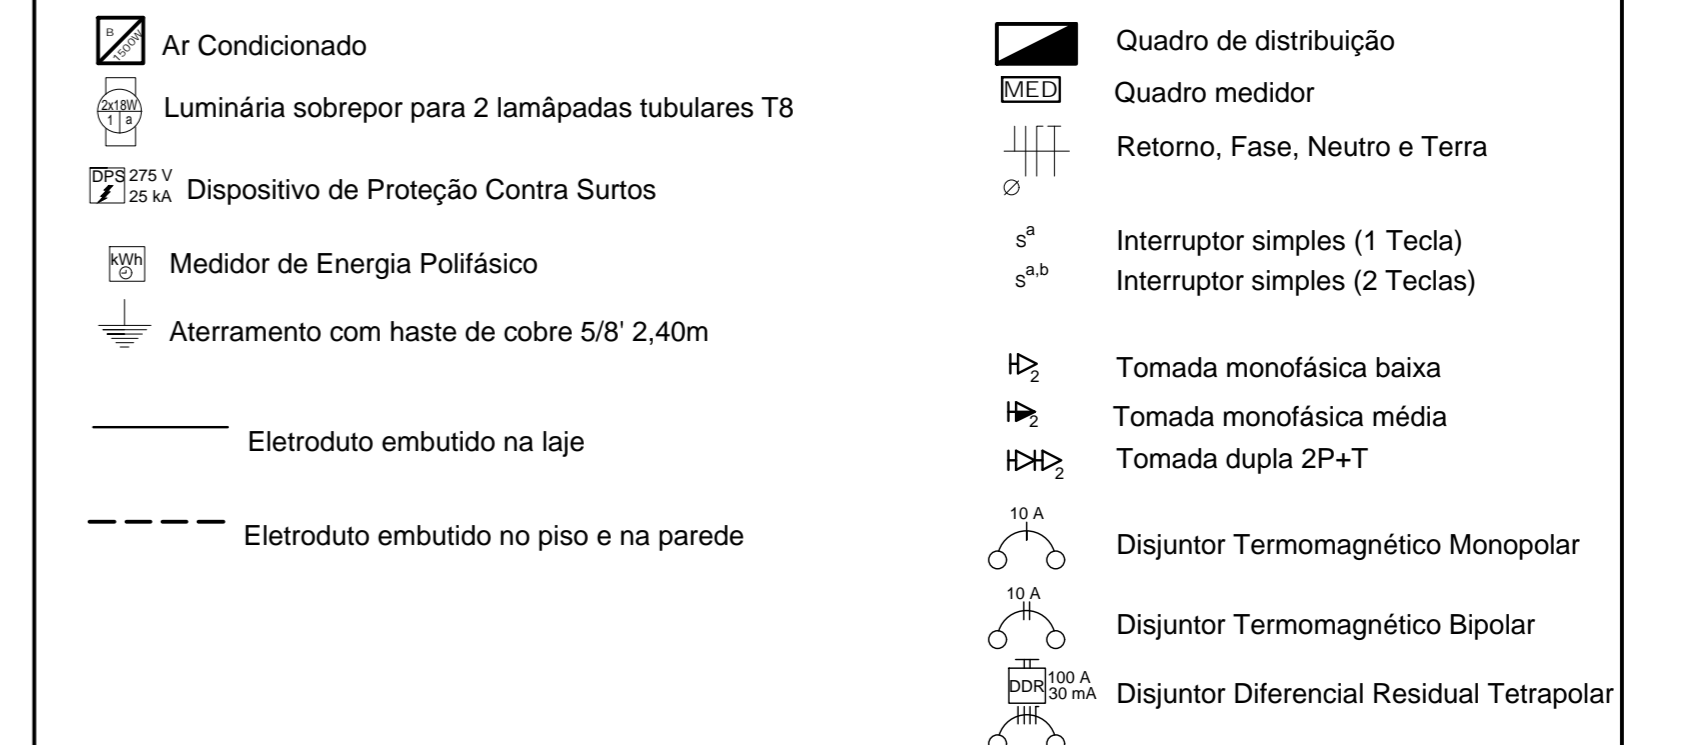 B
1500W
Ar Condicionado
2x18W
1 a
Luminária sobrepor para 2 lamâpadas tubulares T8
DPS 275 V
25 kA
Dispositivo de Proteção Contra Surtos
kWh
Medidor de Energia Polifásico
Aterramento com haste de cobre 5/8' 2,40m
Eletroduto embutido na laje
Eletroduto embutido no piso e na parede
Quadro de distribuição
MED
Quadro medidor
Retorno, Fase, Neutro e Terra
Ø
s^a Interruptor simples (1 Tecla)
s^a,b Interruptor simples (2 Teclas)
2 Tomada monofásica baixa
2 Tomada monofásica média
2 Tomada dupla 2P+T
10 A
Disjuntor Termomagnético Monopolar
10 A
Disjuntor Termomagnético Bipolar
DDR 100 A
30 mA
Disjuntor Diferencial Residual Tetrapolar